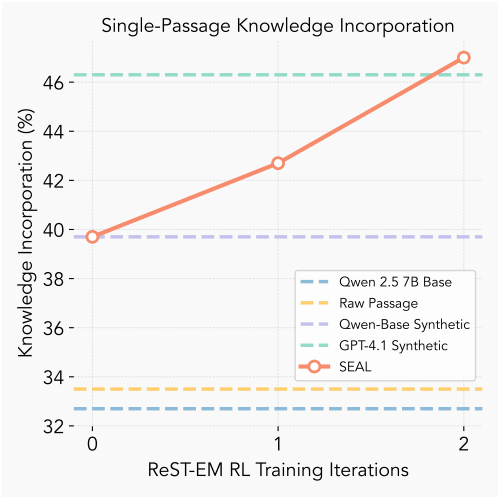 Single-Passage Knowledge Incorporation
Knowledge Incorporation (%)
46
44
42
40
38
36
34
32
Qwen 2.5 7B Base
Raw Passage
Qwen-Base Synthetic
GPT-4.1 Synthetic
SEAL
0
1
2
ReST-EM RL Training Iterations